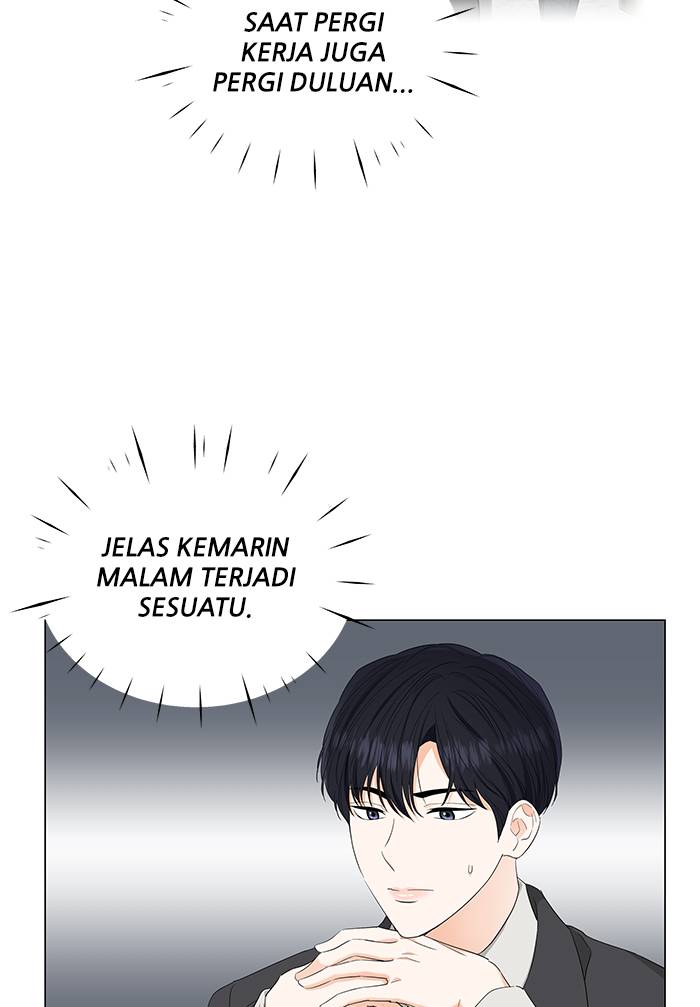 SAAT PERGI
KERJA JUGA
PERGI DULUAN...
JELAS KEMARIN
MALAM TERJADI
SESUATU.